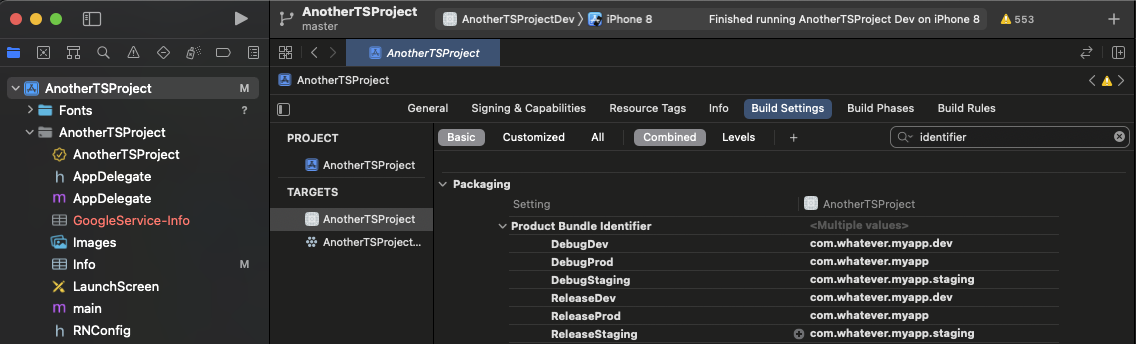 AnotherTSProject
master
AnotherTSProjectDev
iPhone 8
Finished running AnotherTSProject Dev on iPhone 8
553
AnotherTSProject
AnotherTSProject M
Fonts ?
AnotherTSProject
AnotherTSProject
AppDelegate
AppDelegate
GoogleService-Info
Images
Info M
LaunchScreen
main
RNConfig
AnotherTSProject
General Signing & Capabilities Resource Tags Info Build Settings Build Phases Build Rules
PROJECT
AnotherTSProject
TARGETS
AnotherTSProject
AnotherTSProject...
Basic Customized All Combined Levels + identifier
Packaging
Setting AnotherTSProject
Product Bundle Identifier <Multiple values>
DebugDev com.whatever.myapp.dev
DebugProd com.whatever.myapp
DebugStaging com.whatever.myapp.staging
ReleaseDev com.whatever.myapp.dev
ReleaseProd com.whatever.myapp
ReleaseStaging com.whatever.myapp.staging